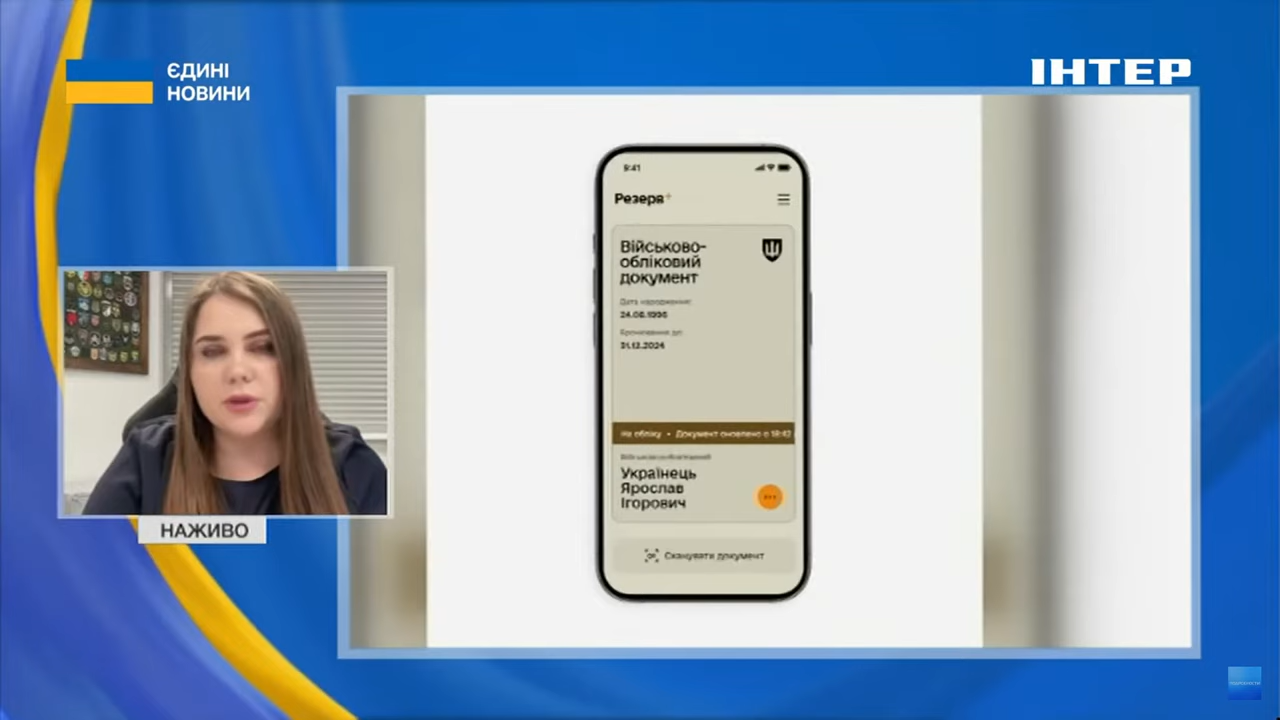 ЄДИНІ
НОВИНИ
ІНТЕР
9:41
Резерв+
Військово-
обліковий
документ
Дата народження:
24.08.1996
Бронювання до:
31.12.2024
На обліку • Документ оновлено о 18:42
Українець
Ярослав
Ігорович
Сканувати документ
НАЖИВО